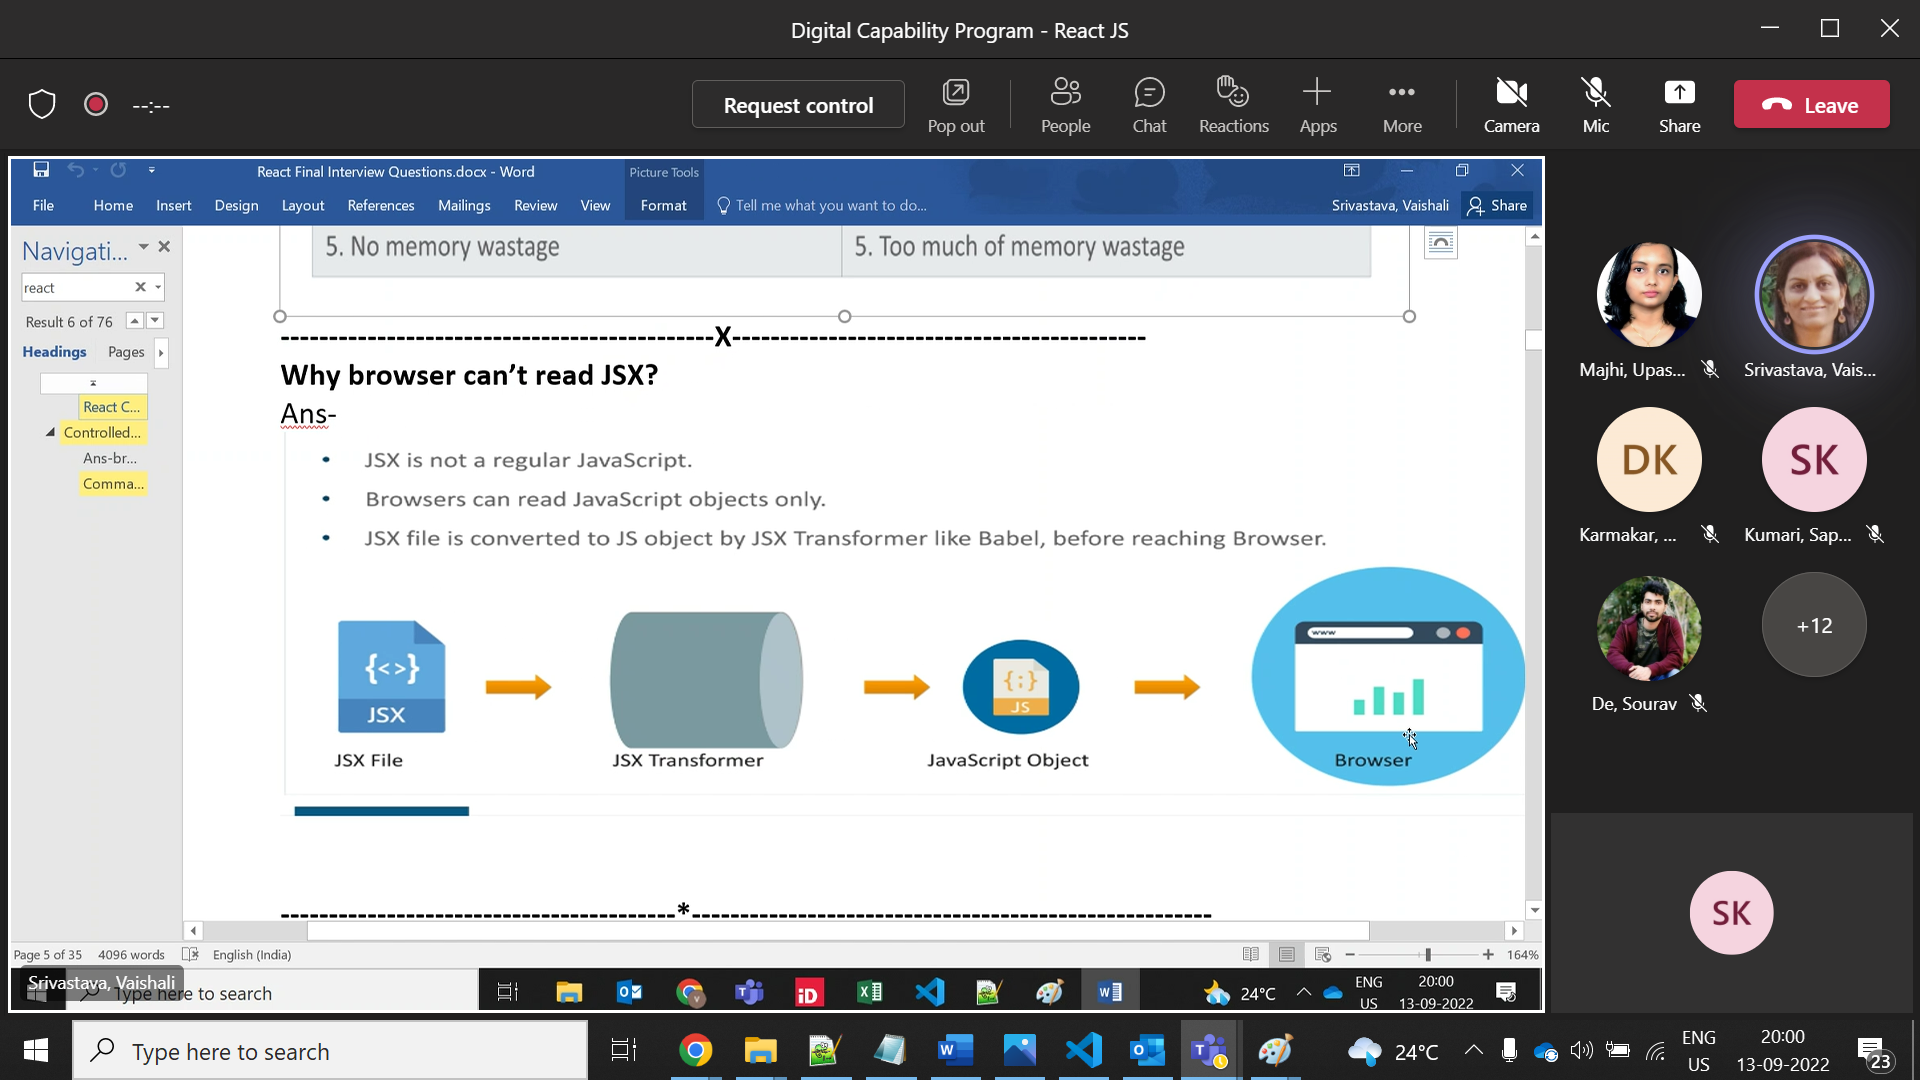 Digital Capability Program - React JS
--:--
Request control
Pop out
People
Chat
Reactions
Apps
More
Camera
Mic
Share
Leave
React Final Interview Questions.docx - Word
Picture Tools
File
Home
Insert
Design
Layout
References
Mailings
Review
View
Format
Tell me what you want to do...
Srivastava, Vaishali
Share
Navigati...
react
Result 6 of 76
Headings
Pages
React C...
Controlled...
Ans-br...
Comma...
5. No memory wastage
5. Too much of memory wastage
---------------------------------------------X-------------------------------------------
Why browser can't read JSX?
Ans-
• JSX is not a regular JavaScript.
• Browsers can read JavaScript objects only.
• JSX file is converted to JS object by JSX Transformer like Babel, before reaching Browser.
{<>}
JSX
{:}
JS
www
JSX File
JSX Transformer
JavaScript Object
Browser
-----------------------------------------*------------------------------------------------------
Page 5 of 35
4096 words
English (India)
164%
Srivastava, Vaishali
Type here to search
24°C
ENG
US
20:00
13-09-2022
Majhi, Upas...
Srivastava, Vais...
DK
SK
Karmakar, ...
Kumari, Sap...
De, Sourav
+12
SK
Type here to search
24°C
ENG
US
20:00
13-09-2022
23